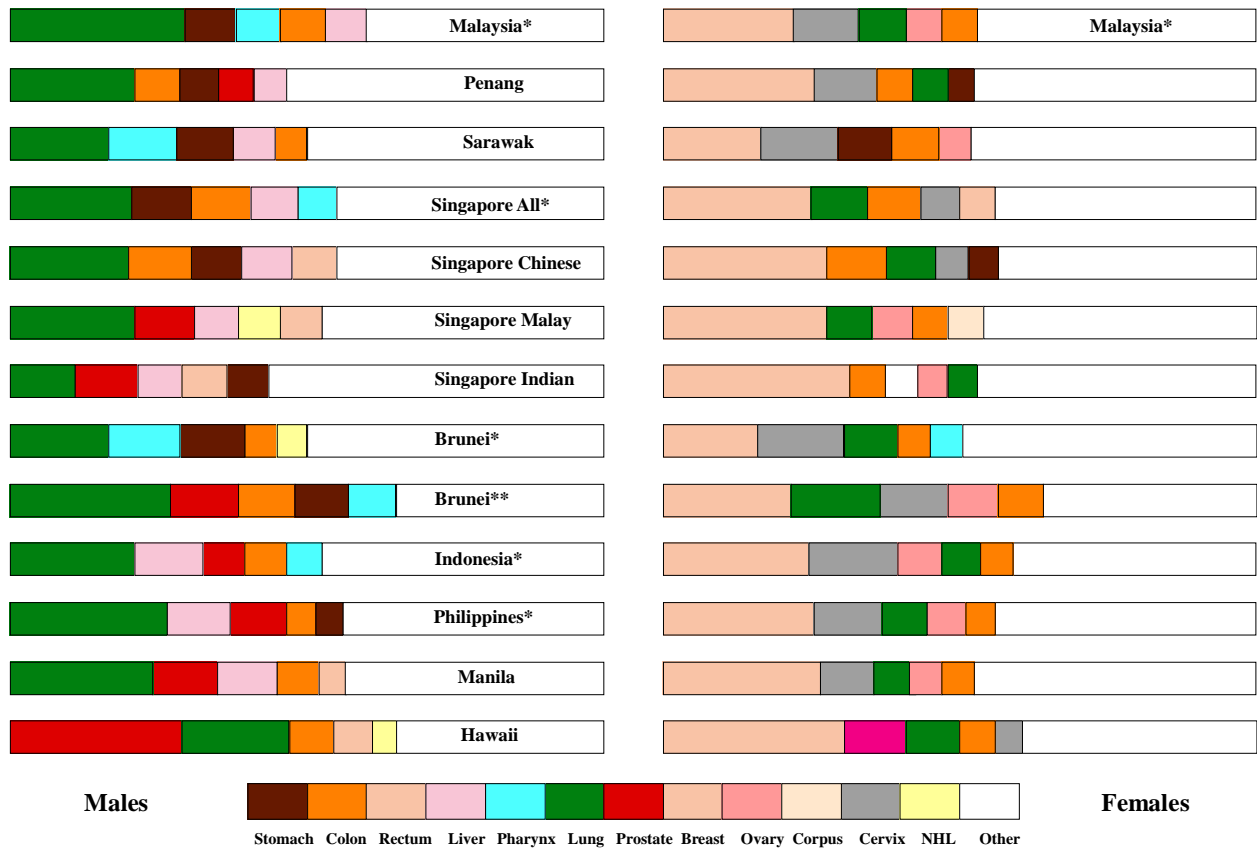 Malaysia* Malaysia*
Penang
Sarawak
Singapore All*
Singapore Chinese
Singapore Malay
Singapore Indian
Brunei*
Brunei**
Indonesia*
Philippines*
Manila
Hawaii
Males Females
Stomach Colon Rectum Liver Pharynx Lung Prostate Breast Ovary Corpus Cervix NHL Other